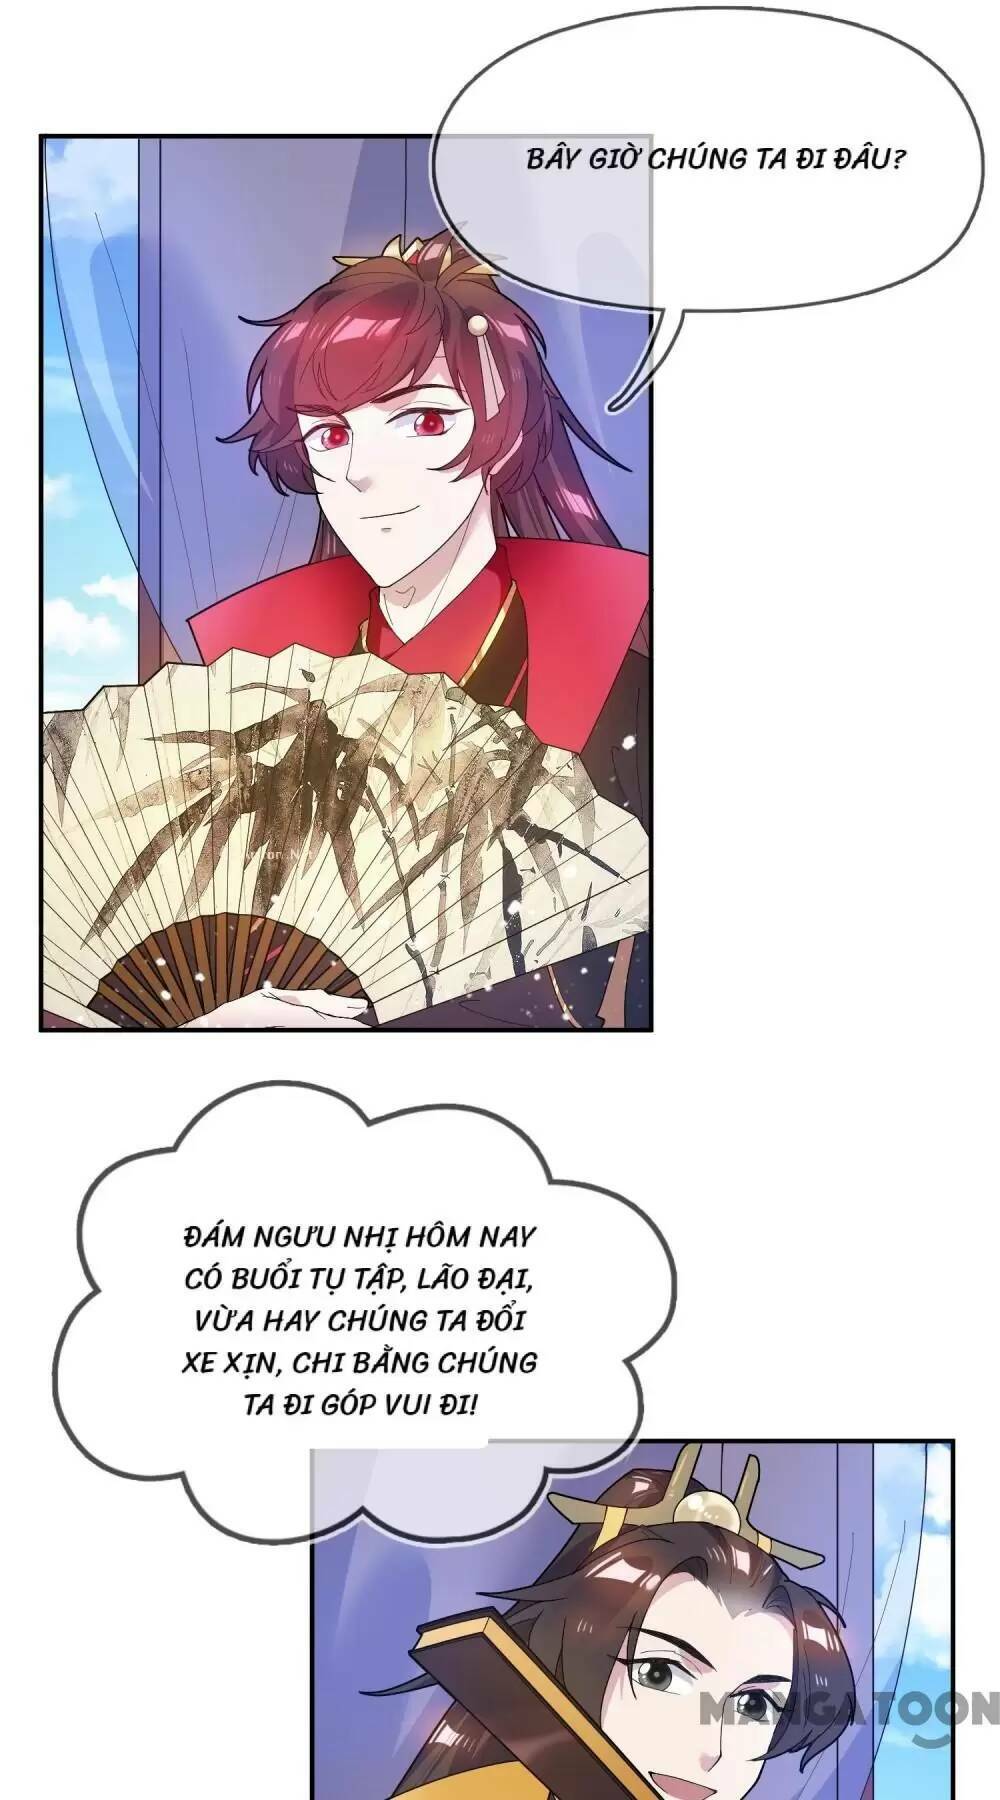 BÂY GIỜ CHÚNG TA ĐI ĐÂU?
ĐÁM NGƯU NHỊ HÔM NAY
CÓ BUỔI TỤ TẬP, LÃO ĐẠI,
VỪA HAY CHÚNG TA ĐỔI
XE XỊN, CHI BẰNG CHÚNG
TA ĐI GÓP VUI ĐI!
MANGATOON